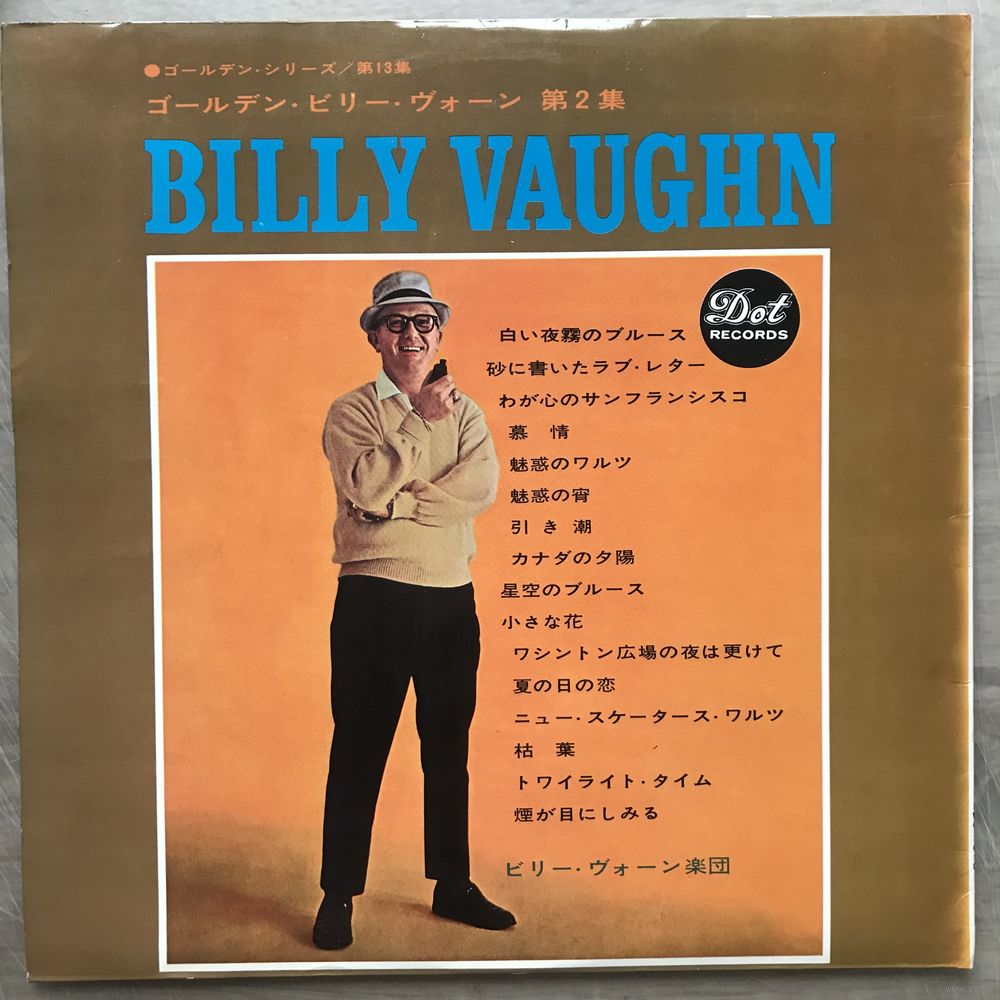 ●ゴールデン・シリーズ／第13集
ゴールデン・ビリー・ヴォーン 第2集
BILLY VAUGHN
Dot
RECORDS
白い夜霧のブルース
砂に書いたラブ・レター
わが心のサンフランシスコ
慕 情
魅惑のワルツ
魅惑の宵
引き潮
カナダの夕陽
星空のブルース
小さな花
ワシントン広場の夜は更けて
夏の日の恋
ニュー・スケータース・ワルツ
枯 葉
トワイライト・タイム
煙が目にしみる
ビリー・ヴォーン楽団